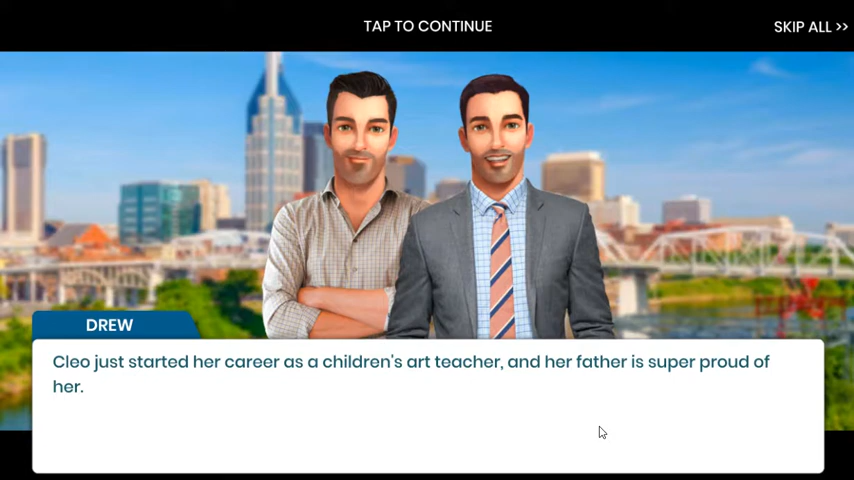 TAP TO CONTINUE
SKIP ALL >>
DREW
Cleo just started her career as a children's art teacher, and her father is super proud of
her.